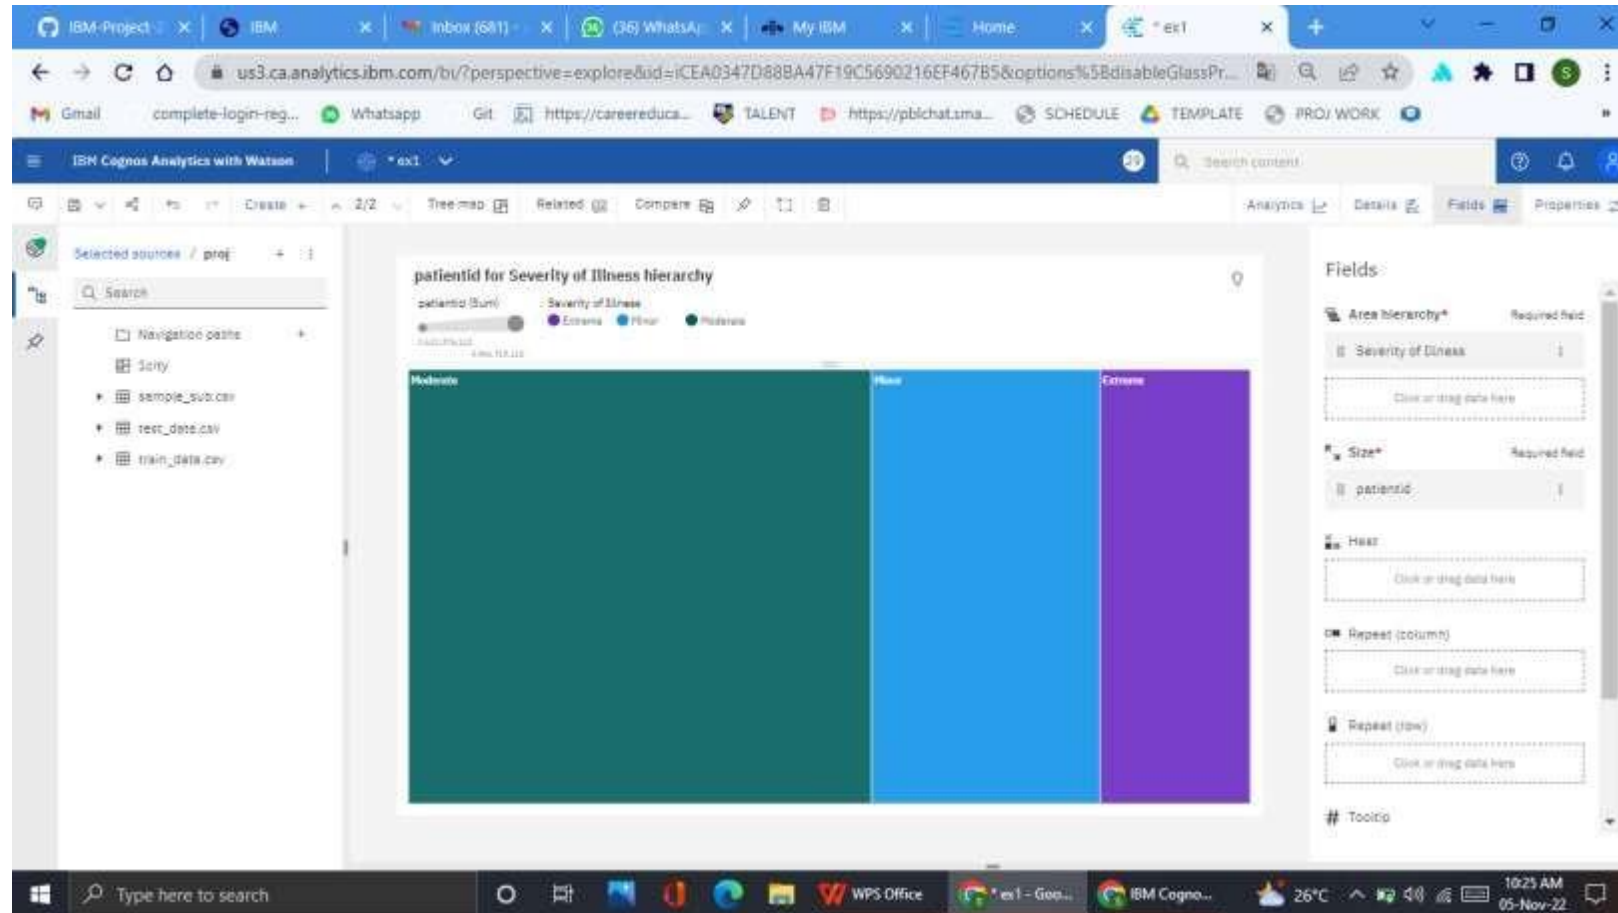 IBM-Project- IBM Inbox (681) - (36) WhatsAp My IBM Home * ex1
us3.ca.analytics.ibm.com/bi/?perspective=explore&id=iCEA0347D88BA47F19C5690216EF467B5&options%5BdisableGlassPr...
Gmail complete-login-reg... Whatsapp Git https://careereduca... TALENT https://pblchat.sma... SCHEDULE TEMPLATE PROJ WORK
IBM Cognos Analytics with Watson * ex1 29 Search content
Create 2/2 Tree map Related Compare Analytics Details Fields Properties
Selected sources / proj
Search
Navigation paths
sample_sub.csv
test_data.csv
train_data.csv
patientid for Severity of Illness hierarchy
patientid (Sum) Severity of Illness
Extreme Minor Moderate
Moderate Minor Extreme
Fields
Area hierarchy* Required field
Severity of Illness
Click or drag data here
Size* Required field
patientid
Heat
Click or drag data here
Repeat (column)
Click or drag data here
Repeat (row)
Click or drag data here
# Tooltip
Type here to search WPS Office * ex1 - Goo... IBM Cogno... 26°C 10:25 AM
05-Nov-22